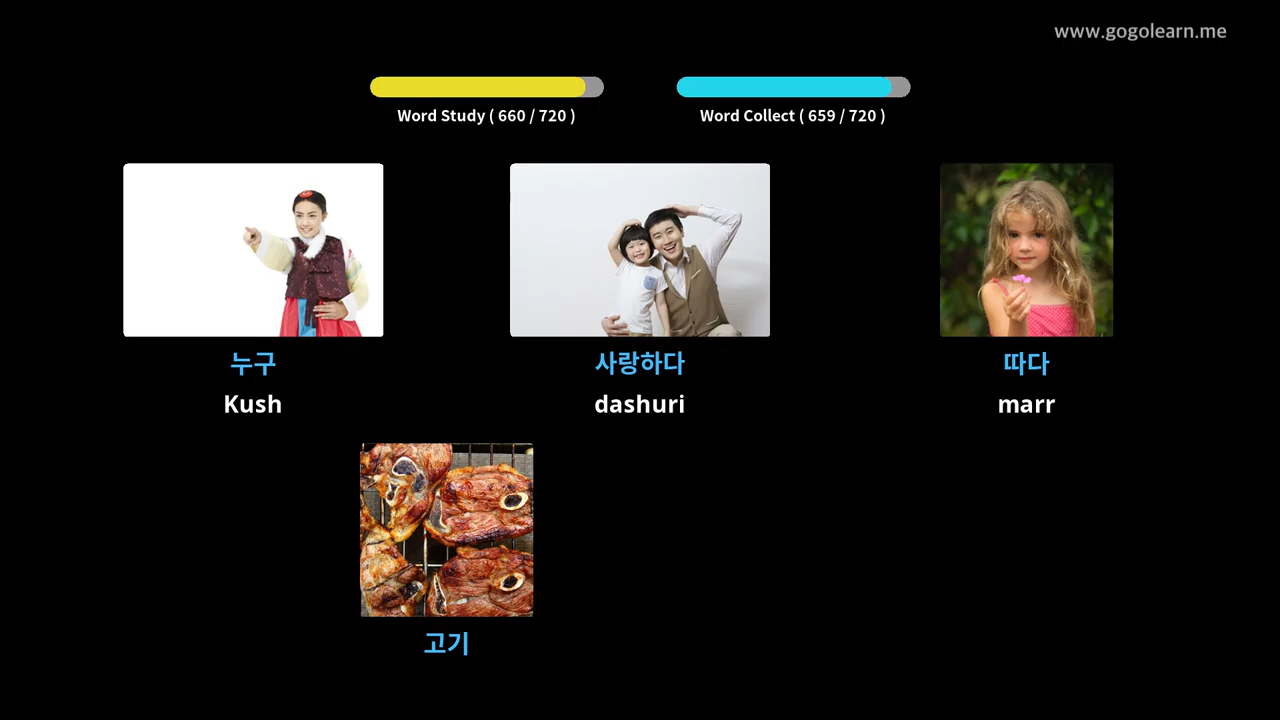 www.gogolearn.me
Word Study ( 660 / 720 )
Word Collect ( 659 / 720 )
누구
사랑하다
따다
Kush
dashuri
marr
고기